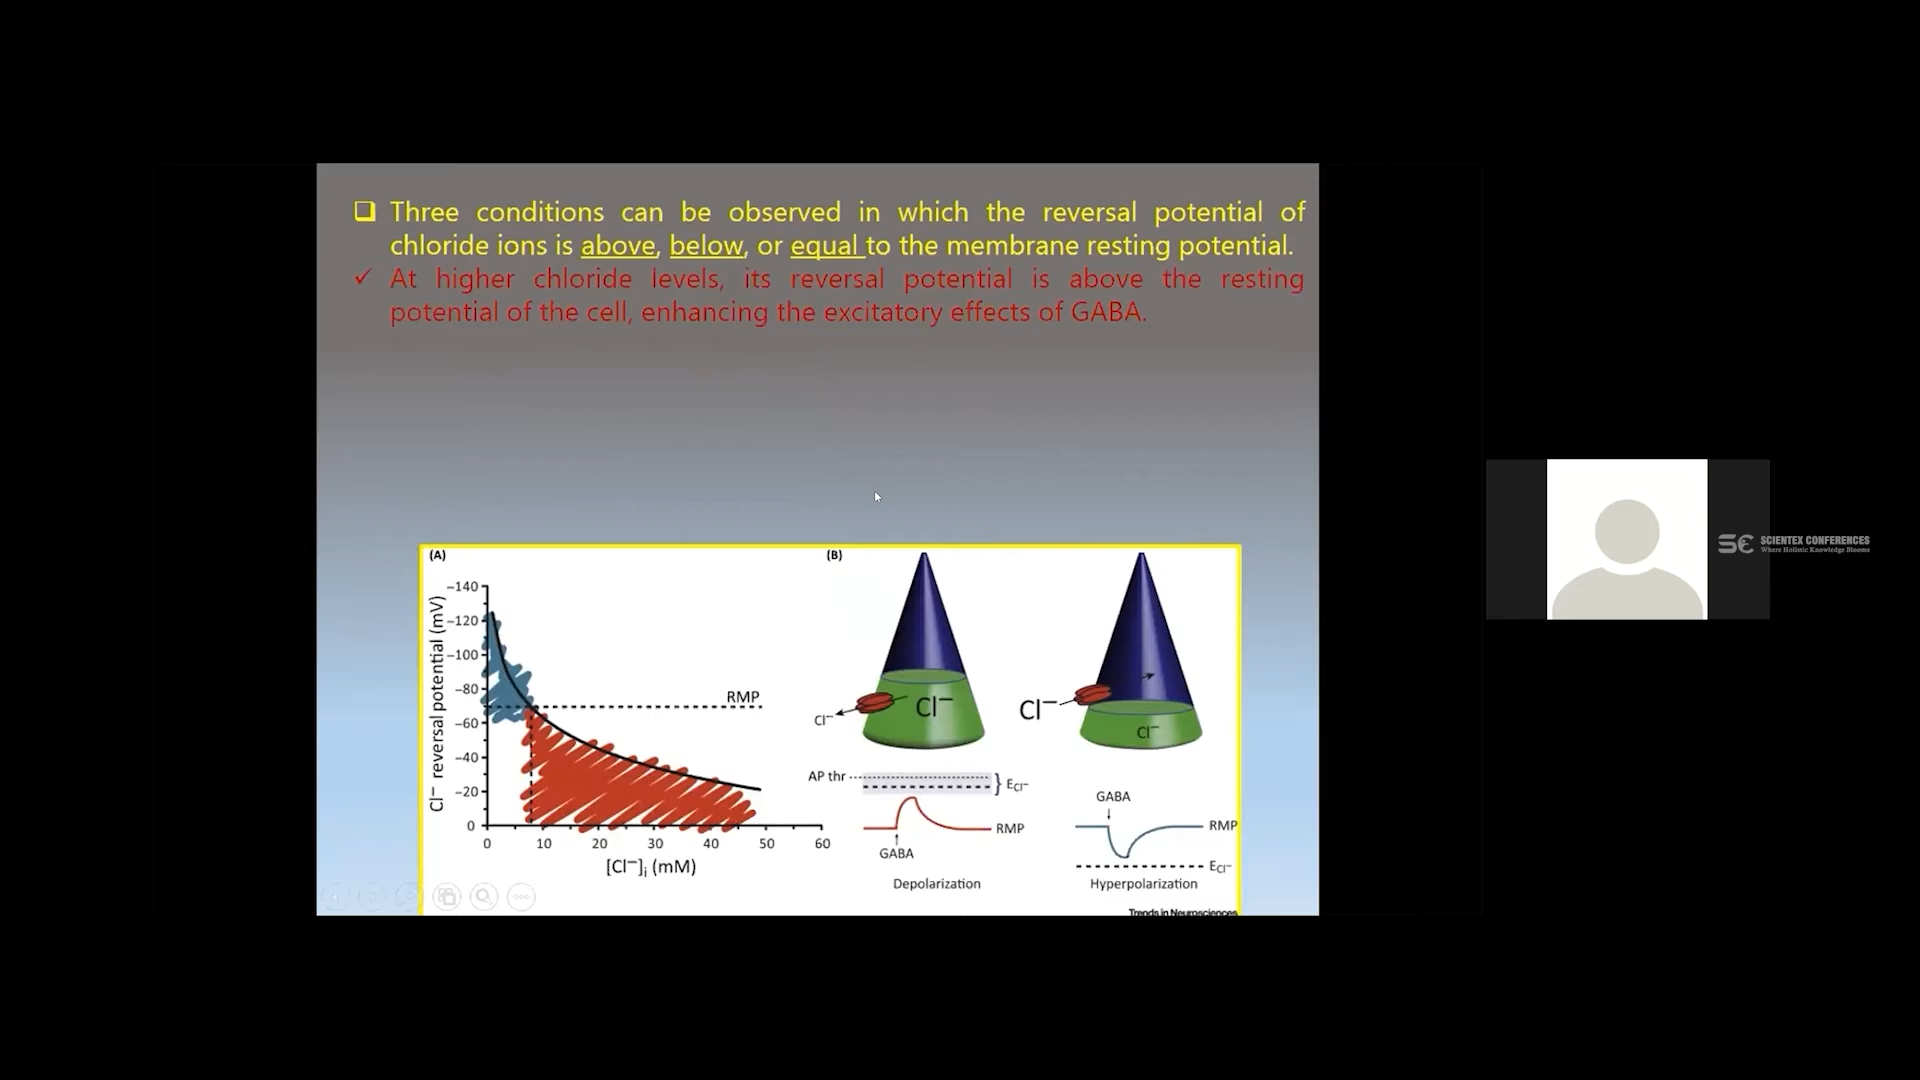 ❑ Three conditions can be observed in which the reversal potential of
chloride ions is above, below, or equal to the membrane resting potential.
✓ At higher chloride levels, its reversal potential is above the resting
potential of the cell, enhancing the excitatory effects of GABA.
(A)
Cl⁻ reversal potential (mV)
−140
−120
−100
−80
−60
−40
−20
0
RMP
0 10 20 30 40 50 60
[Cl⁻]i (mM)
(B)
Cl⁻
Cl⁻
Cl⁻
Cl⁻
AP thr
ECl⁻
RMP
GABA
Depolarization
GABA
RMP
ECl⁻
Hyperpolarization
Trends in Neurosciences
SC SCIENTEX CONFERENCES
Where Holistic Knowledge Blooms